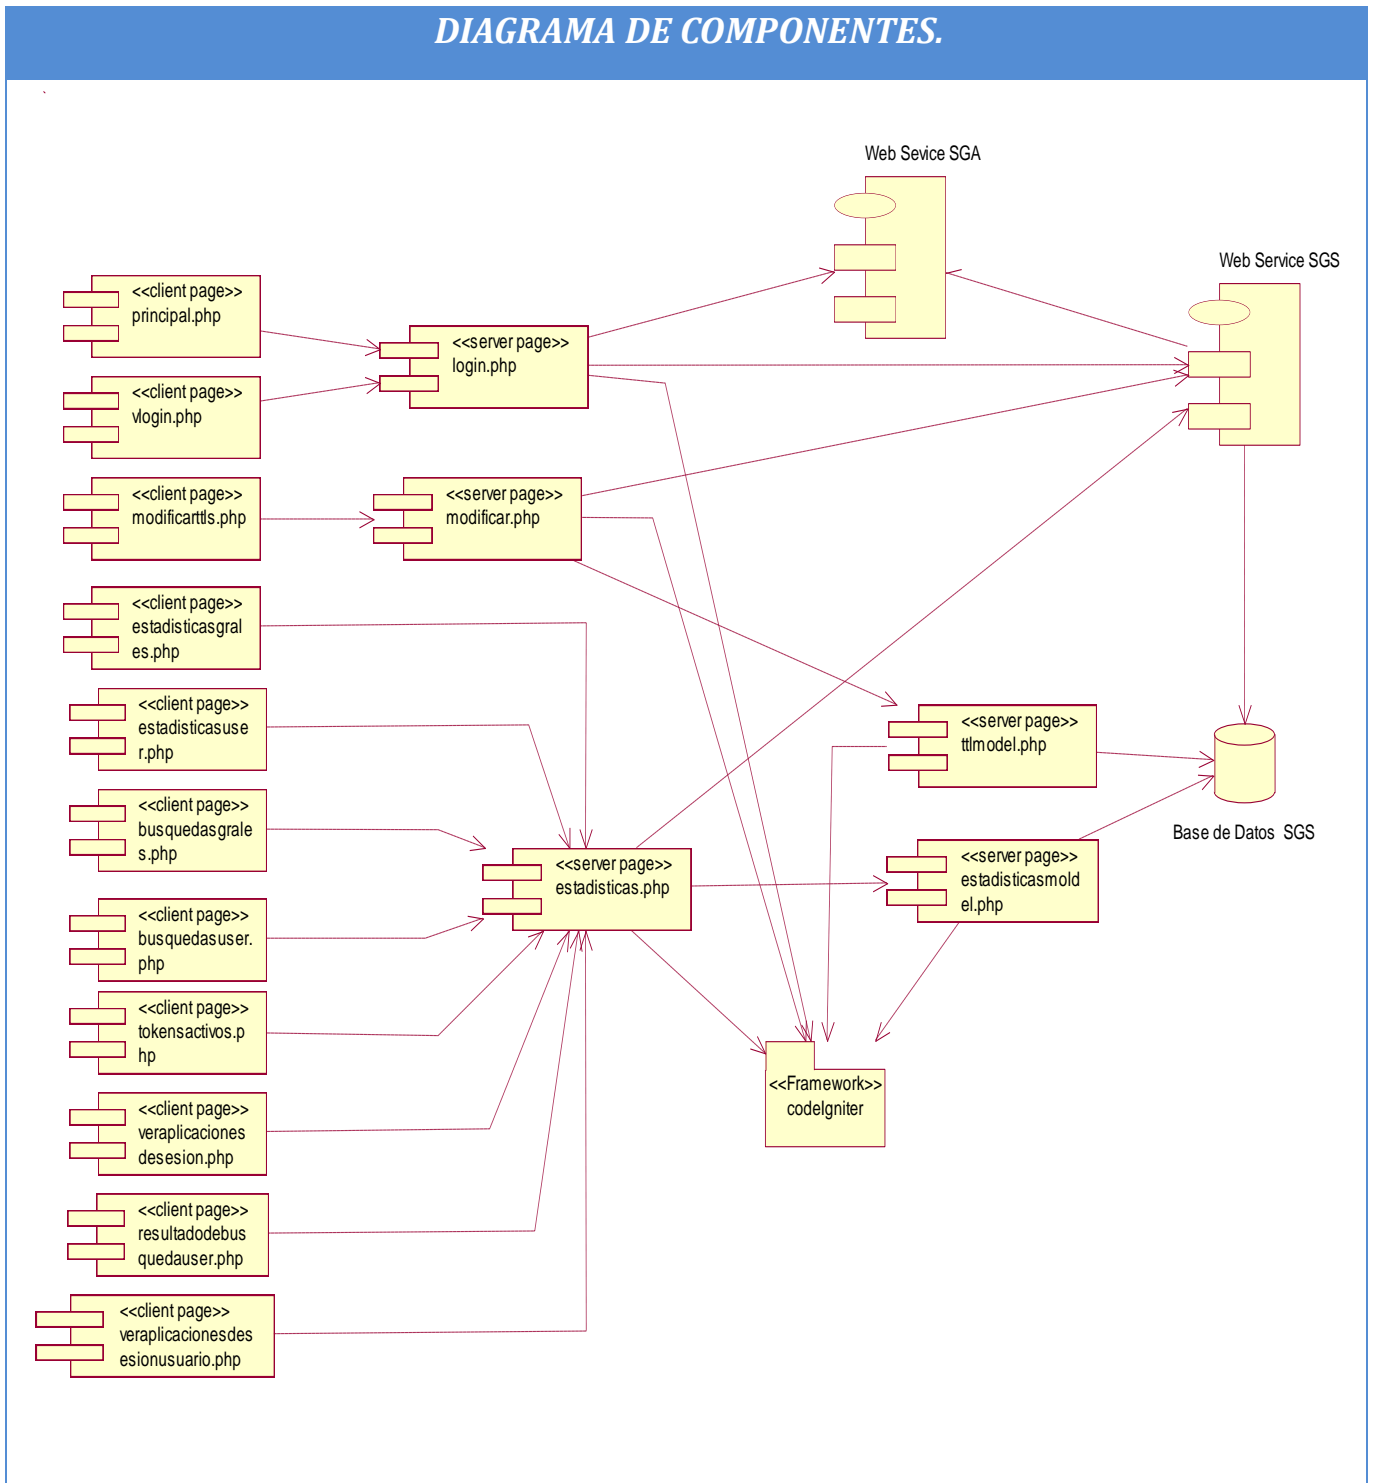 DIAGRAMA DE COMPONENTES.
Web Sevice SGA
Web Service SGS
<<client page>>
principal.php
<<server page>>
login.php
<<client page>>
vlogin.php
<<client page>>
modificarttls.php
<<server page>>
modificar.php
<<client page>>
estadisticasgral
es.php
<<client page>>
estadisticasuse
r.php
<<server page>>
ttlmodel.php
<<client page>>
busquedasgrale
s.php
Base de Datos SGS
<<server page>>
estadisticas.php
<<server page>>
estadisticasmold
el.php
<<client page>>
busquedasuser.
php
<<client page>>
tokensactivos.p
hp
<<Framework>>
codeIgniter
<<client page>>
veraplicaciones
desesion.php
<<client page>>
resultadodebus
quedauser.php
<<client page>>
veraplicacionesdes
esionusuario.php